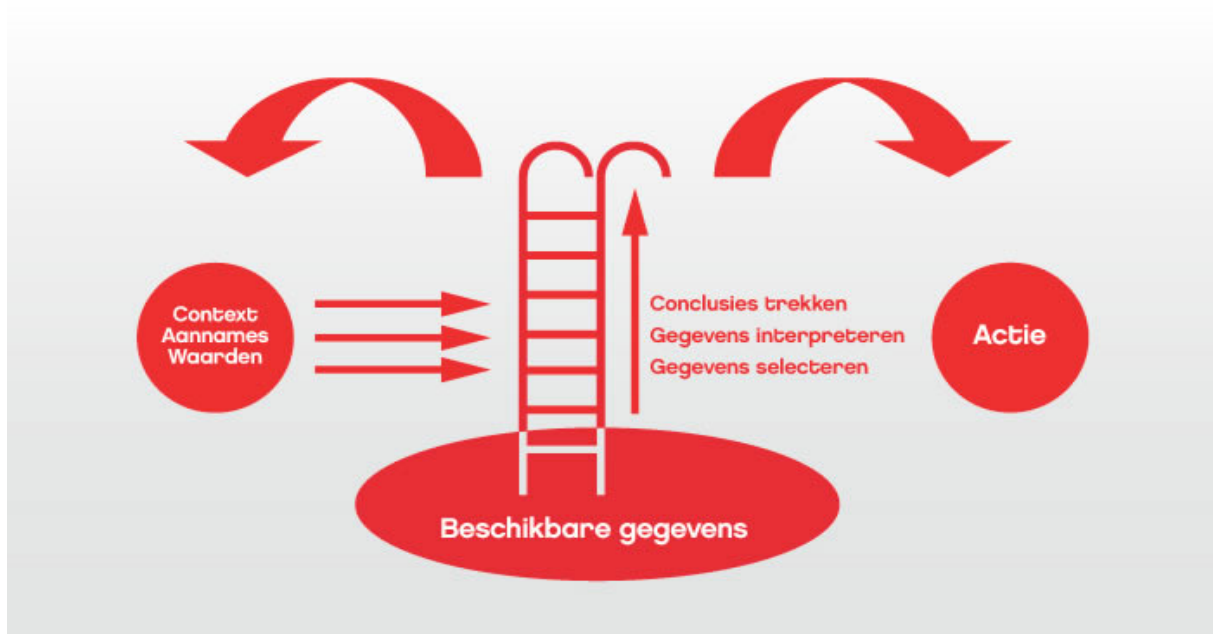 Context
Aannames
Waarden
Conclusies trekken
Gegevens interpreteren
Gegevens selecteren
Actie
Beschikbare gegevens